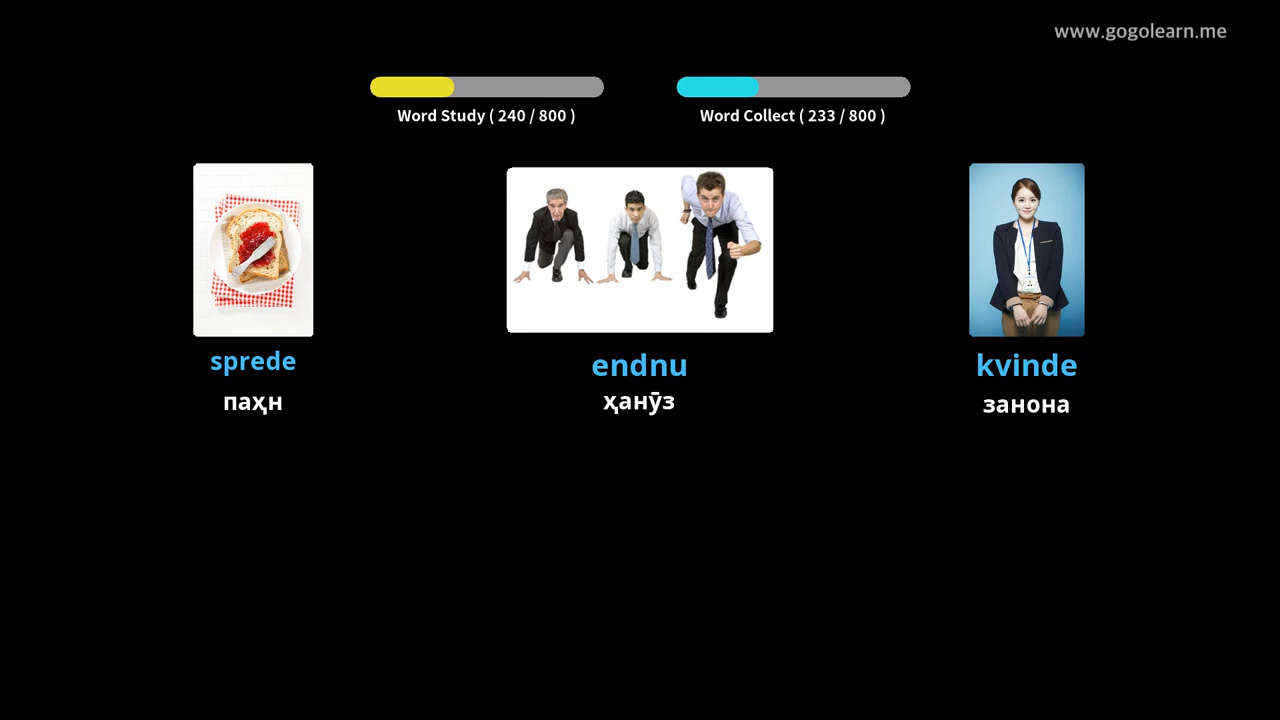 www.gogolearn.me
Word Study ( 240 / 800 )
Word Collect ( 233 / 800 )
sprede
endnu
kvinde
паҳн
ҳанӯз
занона